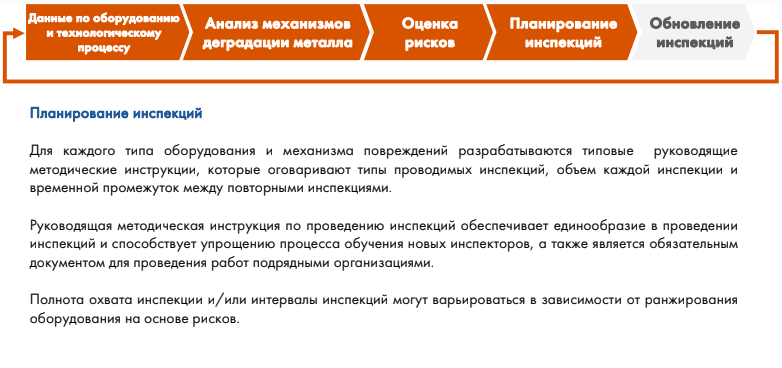 Данные по оборудованию
и технологическому
процессу
Анализ механизмов
деградации металла
Оценка
рисков
Планирование
инспекций
Обновление
инспекций
Планирование инспекций
Для каждого типа оборудования и механизма повреждений разрабатываются типовые руководящие
методические инструкции, которые оговаривают типы проводимых инспекций, объем каждой инспекции и
временной промежуток между повторными инспекциями.
Руководящая методическая инструкция по проведению инспекций обеспечивает единообразие в проведении
инспекций и способствует упрощению процесса обучения новых инспекторов, а также является обязательным
документом для проведения работ подрядными организациями.
Полнота охвата инспекции и/или интервалы инспекций могут варьироваться в зависимости от ранжирования
оборудования на основе рисков.